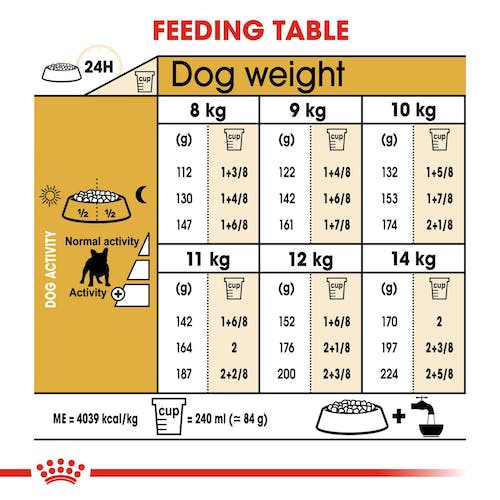 FEEDING TABLE
24H
cup
Dog weight
8 kg 9 kg 10 kg
(g) cup (g) cup (g) cup
112 1+3/8 122 1+4/8 132 1+5/8
130 1+4/8 142 1+6/8 153 1+7/8
147 1+6/8 161 1+7/8 174 2+1/8
½ ½
DOG ACTIVITY
Normal activity
Activity +
11 kg 12 kg 14 kg
(g) cup (g) cup (g) cup
142 1+6/8 152 1+6/8 170 2
164 2 176 2+1/8 197 2+3/8
187 2+2/8 200 2+3/8 224 2+5/8
ME = 4039 kcal/kg cup = 240 ml (≃ 84 g) +